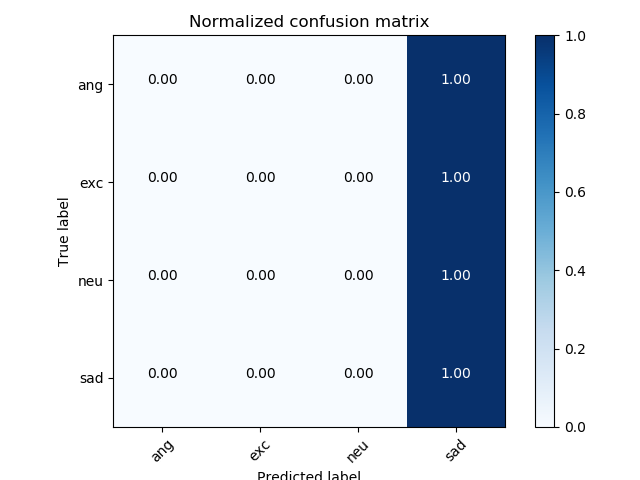 Normalized confusion matrix
ang 0.00 0.00 0.00 1.00
exc 0.00 0.00 0.00 1.00
neu 0.00 0.00 0.00 1.00
sad 0.00 0.00 0.00 1.00
ang exc neu sad
True label
Predicted label
1.0
0.8
0.6
0.4
0.2
0.0